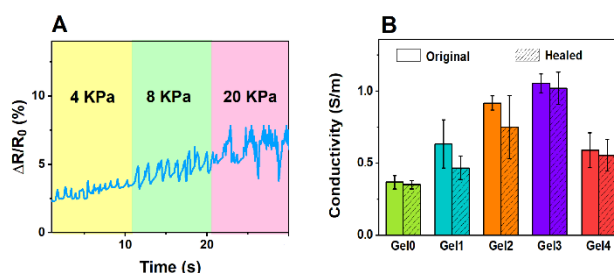 A
4 KPa
8 KPa
20 KPa
10
5
0
ΔR/R0 (%)
0
10
20
Time (s)
B
Original
Healed
1.0
0.5
0.0
Conductivity (S/m)
Gel0
Gel1
Gel2
Gel3
Gel4